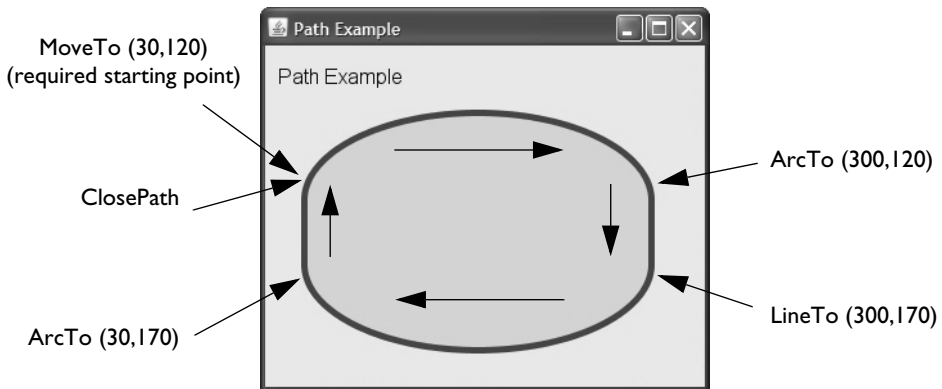 Path Example
MoveTo (30,120)
(required starting point)
Path Example
ArcTo (300,120)
ClosePath
LineTo (300,170)
ArcTo (30,170)